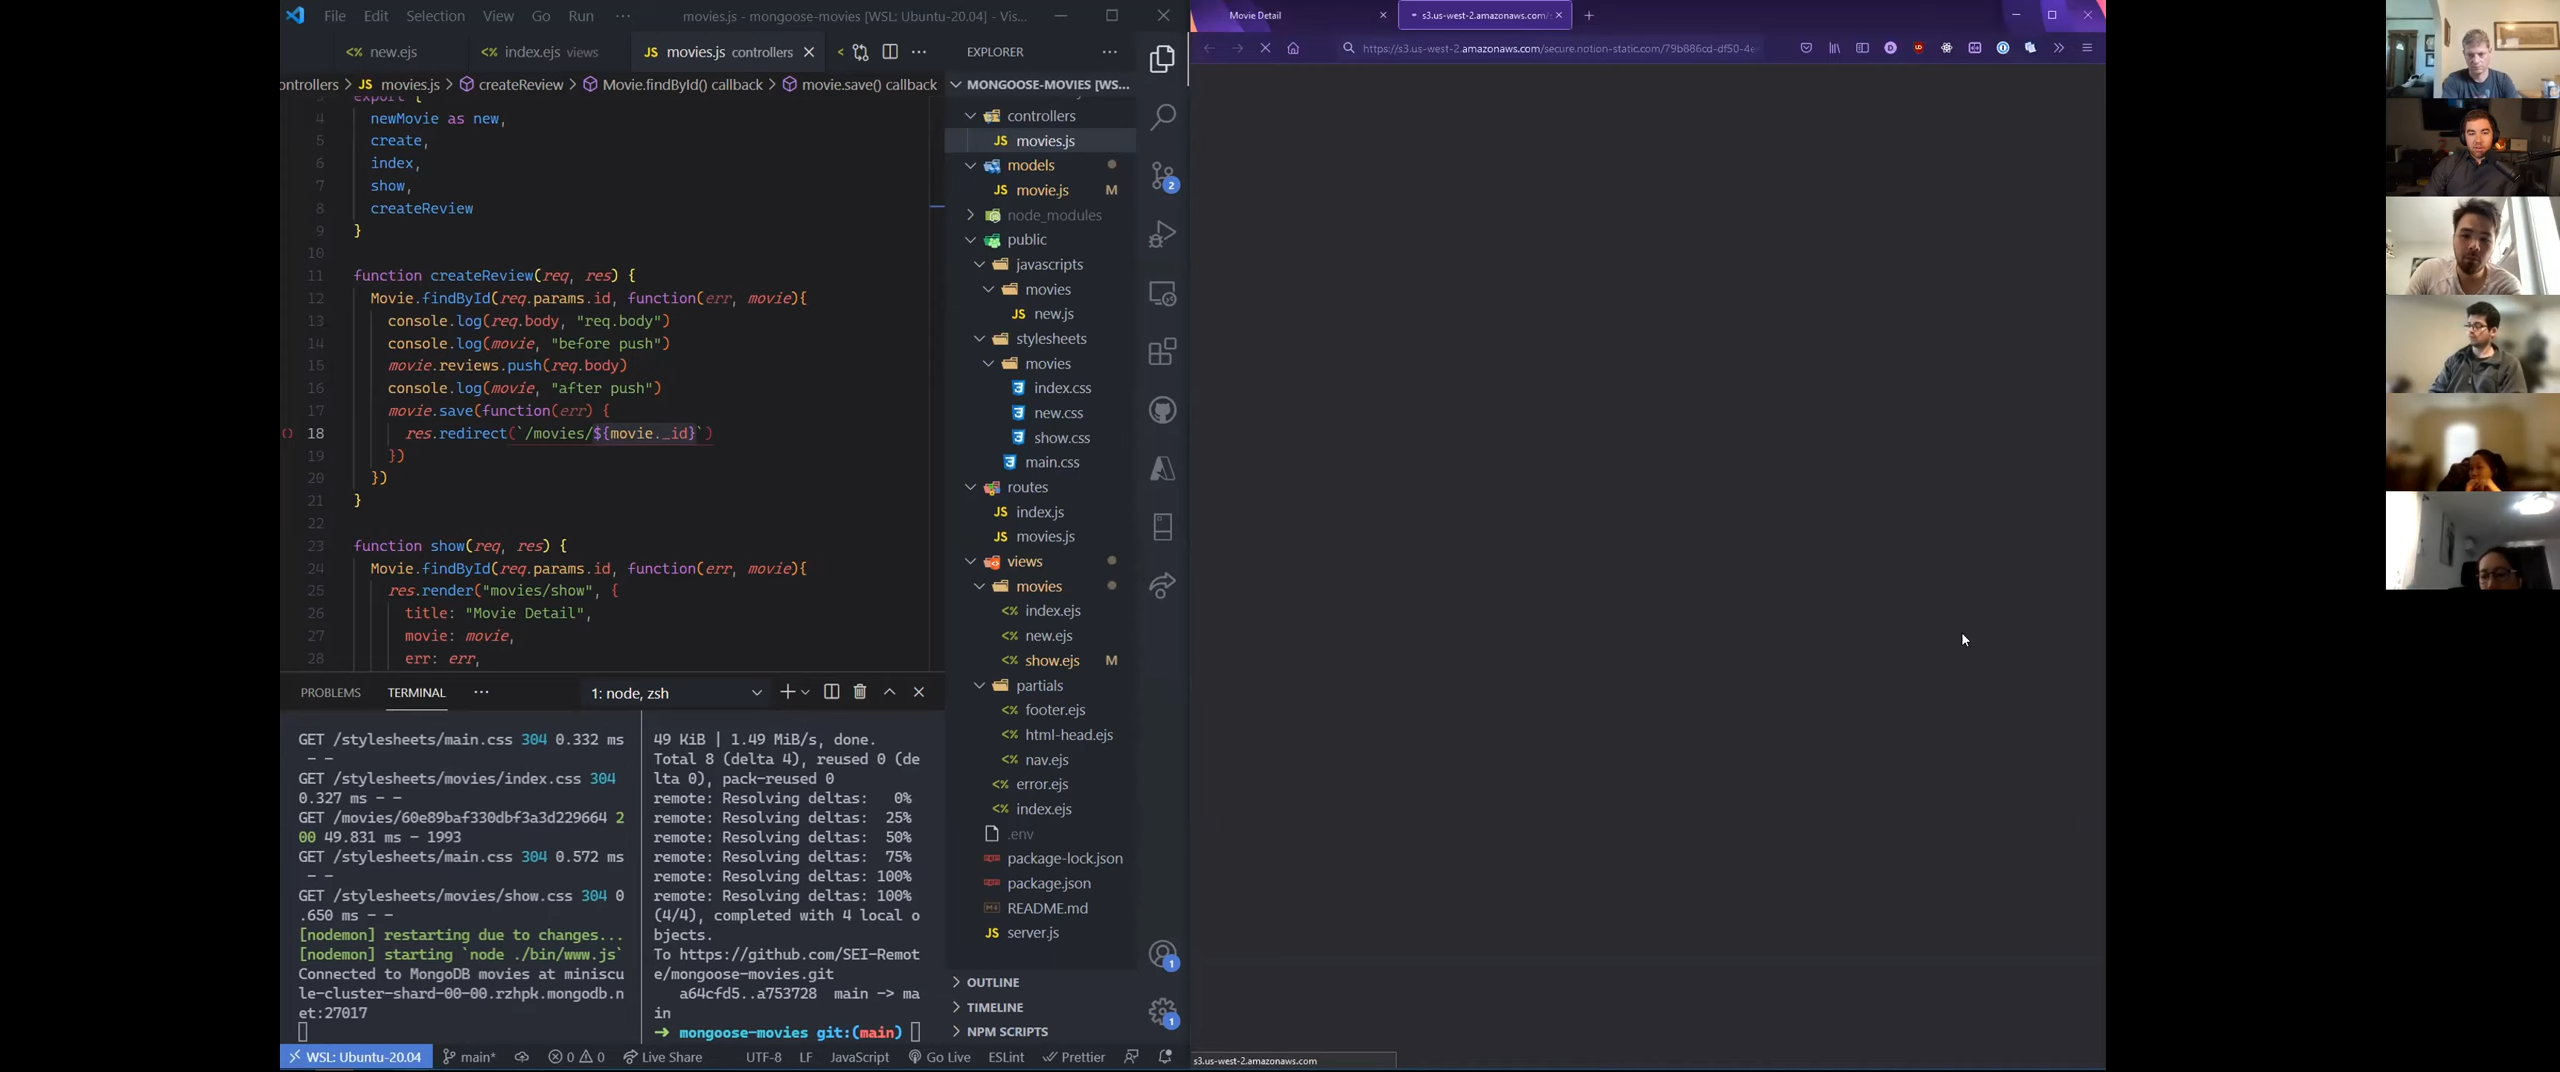 File Edit Selection View Go Run ··· movies.js - mongoose-movies [WSL: Ubuntu-20.04] - Vis...
new.ejs index.ejs views movies.js controllers
ontrollers > JS movies.js > createReview > Movie.findById() callback > movie.save() callback
3 export {
4 newMovie as new,
5 create,
6 index,
7 show,
8 createReview
9 }
10
11 function createReview(req, res) {
12 Movie.findById(req.params.id, function(err, movie){
13 console.log(req.body, "req.body")
14 console.log(movie, "before push")
15 movie.reviews.push(req.body)
16 console.log(movie, "after push")
17 movie.save(function(err) {
18 res.redirect(`/movies/${movie._id}`)
19 })
20 })
21 }
22
23 function show(req, res) {
24 Movie.findById(req.params.id, function(err, movie){
25 res.render("movies/show", {
26 title: "Movie Detail",
27 movie: movie,
28 err: err,
PROBLEMS TERMINAL ··· 1: node, zsh
GET /stylesheets/main.css 304 0.332 ms
- -
GET /stylesheets/movies/index.css 304
0.327 ms - -
GET /movies/60e89baf330dbf3a3d229664 2
00 49.831 ms - 1993
GET /stylesheets/main.css 304 0.572 ms
- -
GET /stylesheets/movies/show.css 304 0
.650 ms - -
[nodemon] restarting due to changes...
[nodemon] starting `node ./bin/www.js`
Connected to MongoDB movies at miniscu
le-cluster-shard-00-00.rzhpk.mongodb.n
et:27017
49 KiB | 1.49 MiB/s, done.
Total 8 (delta 4), reused 0 (de
lta 0), pack-reused 0
remote: Resolving deltas: 0%
remote: Resolving deltas: 25%
remote: Resolving deltas: 50%
remote: Resolving deltas: 75%
remote: Resolving deltas: 100%
remote: Resolving deltas: 100%
(4/4), completed with 4 local o
bjects.
To https://github.com/SEI-Remot
e/mongoose-movies.git
a64cfd5..a753728 main -> ma
in
➜ mongoose-movies git:(main)
EXPLORER ···
MONGOOSE-MOVIES [WS...
controllers
JS movies.js
models
JS movie.js M
node_modules
public
javascripts
movies
JS new.js
stylesheets
movies
index.css
new.css
show.css
main.css
routes
JS index.js
JS movies.js
views
movies
index.ejs
new.ejs
show.ejs M
partials
footer.ejs
html-head.ejs
nav.ejs
error.ejs
index.ejs
.env
package-lock.json
package.json
README.md
JS server.js
OUTLINE
TIMELINE
NPM SCRIPTS
2
1
1
WSL: Ubuntu-20.04 main* 0 0 Live Share UTF-8 LF JavaScript Go Live ESLint Prettier
Movie Detail s3.us-west-2.amazonaws.com/
https://s3.us-west-2.amazonaws.com/secure.notion-static.com/79b886cd-df50-4e
s3.us-west-2.amazonaws.com